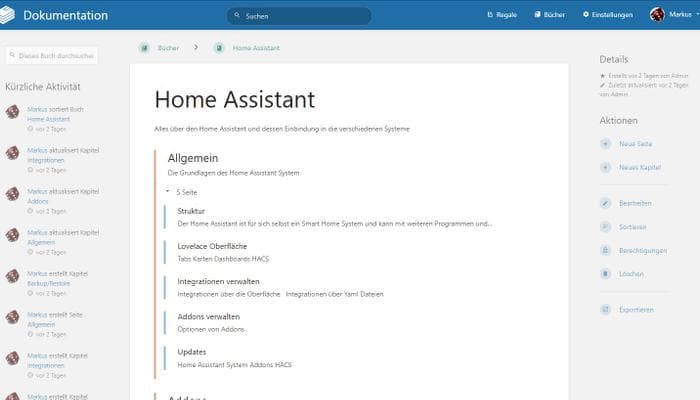 Dokumentation
Suchen
Regale
Bücher
Einstellungen
Markus
Dieses Buch durchsuchen
Bücher
Home Assistant
Kürzliche Aktivität
Markus sortiert Buch
Home Assistant
vor 2 Tagen
Markus aktualisiert Kapitel
Integrationen
vor 2 Tagen
Markus aktualisiert Kapitel
Addons
vor 2 Tagen
Markus aktualisiert Kapitel
Allgemein
vor 2 Tagen
Markus erstellt Kapitel
Backup/Restore
vor 2 Tagen
Markus erstellt Seite
Allgemein
vor 2 Tagen
Markus erstellt Kapitel
Integrationen
vor 2 Tagen
Markus erstellt Kapitel
Home Assistant
Alles über den Home Assistant und dessen Einbindung in die verschiedenen Systeme
Allgemein
Die Grundlagen des Home Assistant System
5 Seite
Struktur
Der Home Assistant ist für sich selbst ein Smart Home System und kann mit weiteren Programmen und...
Lovelace Oberfläche
Tabs Karten Dashboards HACS
Integrationen verwalten
Integrationen über die Oberfläche Integrationen über Yaml Dateien
Addons verwalten
Optionen von Addons
Updates
Home Assistant System Addons HACS
Addons
Details
Erstellt vor 2 Tagen von Admin
Zuletzt aktualisiert: vor 2 Tagen
von Admin
Aktionen
Neue Seite
Neues Kapitel
Bearbeiten
Sortieren
Berechtigungen
Löschen
Exportieren